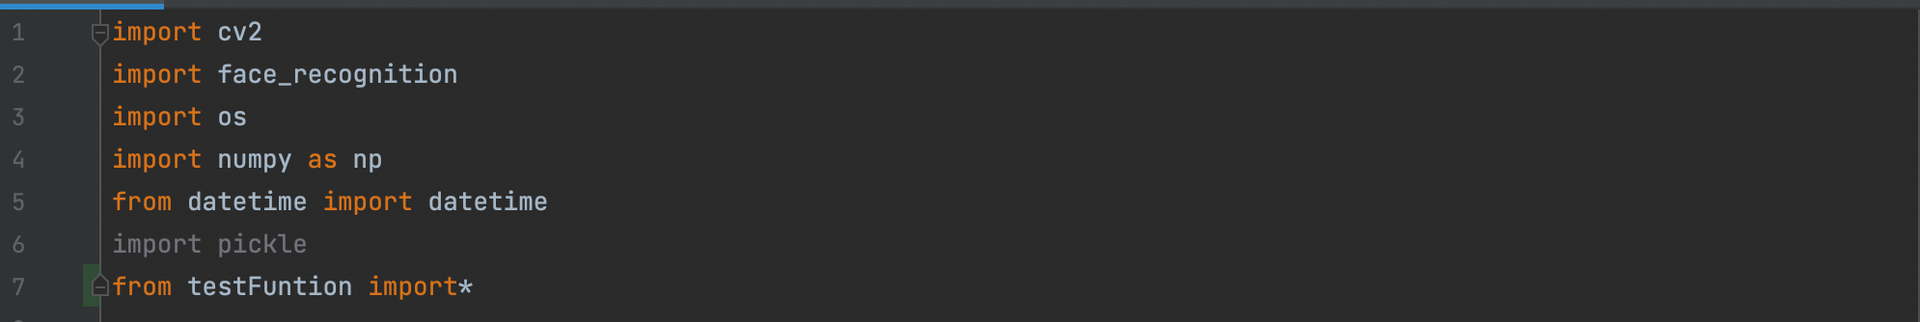 1 import cv2
2 import face_recognition
3 import os
4 import numpy as np
5 from datetime import datetime
6 import pickle
7 from testFuntion import*